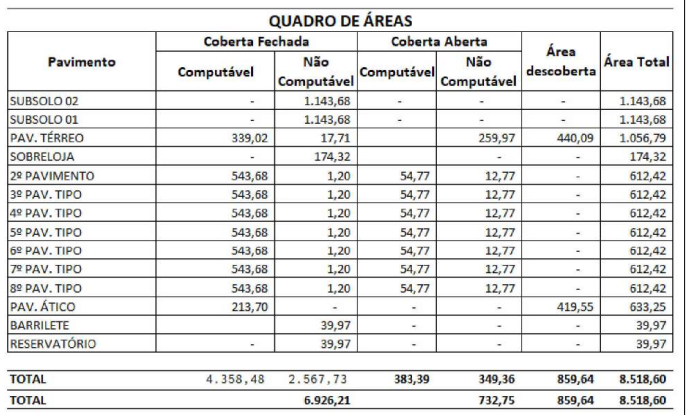 QUADRO DE ÁREAS
Pavimento Coberta Fechada Coberta Aberta Área descoberta Área Total
Computável Não Computável Computável Não Computável
SUBSOLO 02 - 1.143,68 - - - 1.143,68
SUBSOLO 01 - 1.143,68 - - - 1.143,68
PAV. TÉRREO 339,02 17,71 259,97 440,09 1.056,79
SOBRELOJA - 174,32 - - 174,32
2º PAVIMENTO 543,68 1,20 54,77 12,77 - 612,42
3º PAV. TIPO 543,68 1,20 54,77 12,77 - 612,42
4º PAV. TIPO 543,68 1,20 54,77 12,77 - 612,42
5º PAV. TIPO 543,68 1,20 54,77 12,77 - 612,42
6º PAV. TIPO 543,68 1,20 54,77 12,77 - 612,42
7º PAV. TIPO 543,68 1,20 54,77 12,77 - 612,42
8º PAV. TIPO 543,68 1,20 54,77 12,77 - 612,42
PAV. ÁTICO 213,70 - - - 419,55 633,25
BARRILETE 39,97 - - - 39,97
RESERVATÓRIO - 39,97 - - - 39,97
TOTAL 4.358,48 2.567,73 383,39 349,36 859,64 8.518,60
TOTAL 6.926,21 732,75 859,64 8.518,60